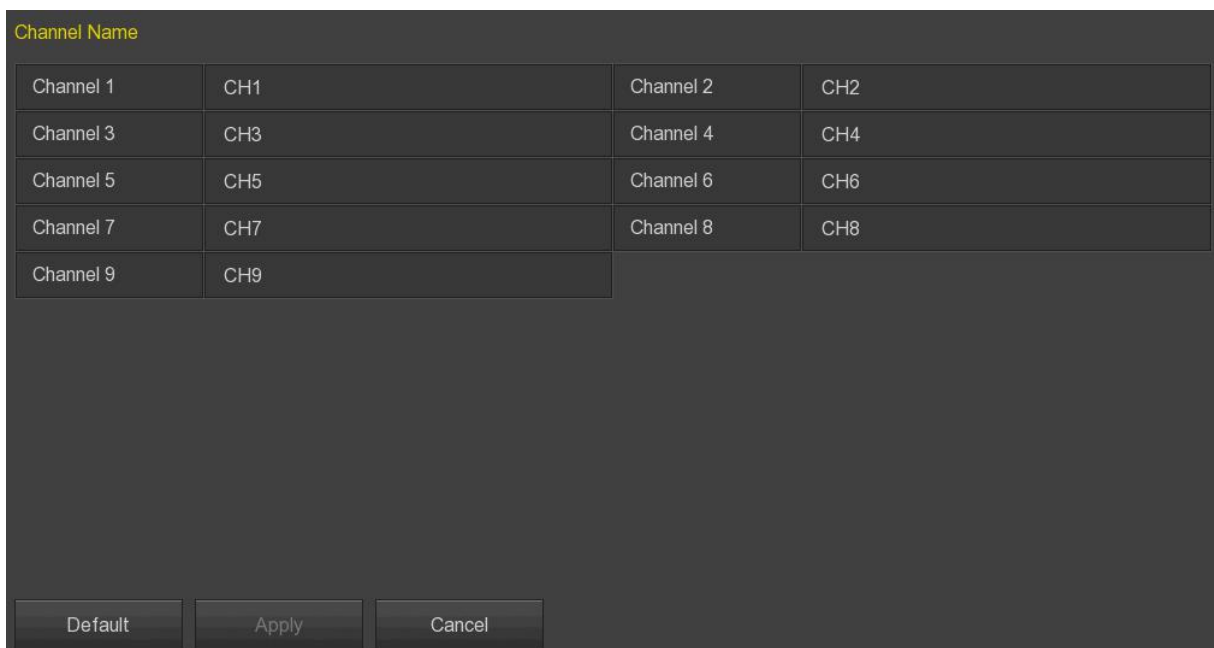 Channel Name
Channel 1 CH1 Channel 2 CH2
Channel 3 CH3 Channel 4 CH4
Channel 5 CH5 Channel 6 CH6
Channel 7 CH7 Channel 8 CH8
Channel 9 CH9
Default Apply Cancel